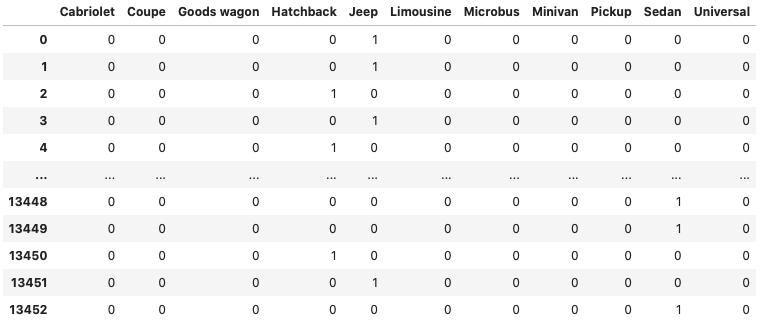 Cabriolet Coupe Goods wagon Hatchback Jeep Limousine Microbus Minivan Pickup Sedan Universal
0 0 0 0 0 1 0 0 0 0 0 0
1 0 0 0 0 1 0 0 0 0 0 0
2 0 0 0 1 0 0 0 0 0 0 0
3 0 0 0 0 1 0 0 0 0 0 0
4 0 0 0 1 0 0 0 0 0 0 0
... ... ... ... ... ... ... ... ... ... ... ...
13448 0 0 0 0 0 0 0 0 0 1 0
13449 0 0 0 0 0 0 0 0 0 1 0
13450 0 0 0 1 0 0 0 0 0 0 0
13451 0 0 0 0 1 0 0 0 0 0 0
13452 0 0 0 0 0 0 0 0 0 1 0